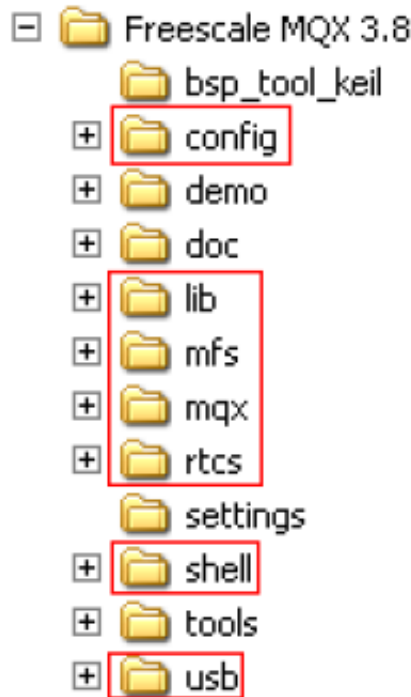 Freescale MQX 3.8
bsp_tool_keil
config
demo
doc
lib
mfs
mqx
rtcs
settings
shell
tools
usb